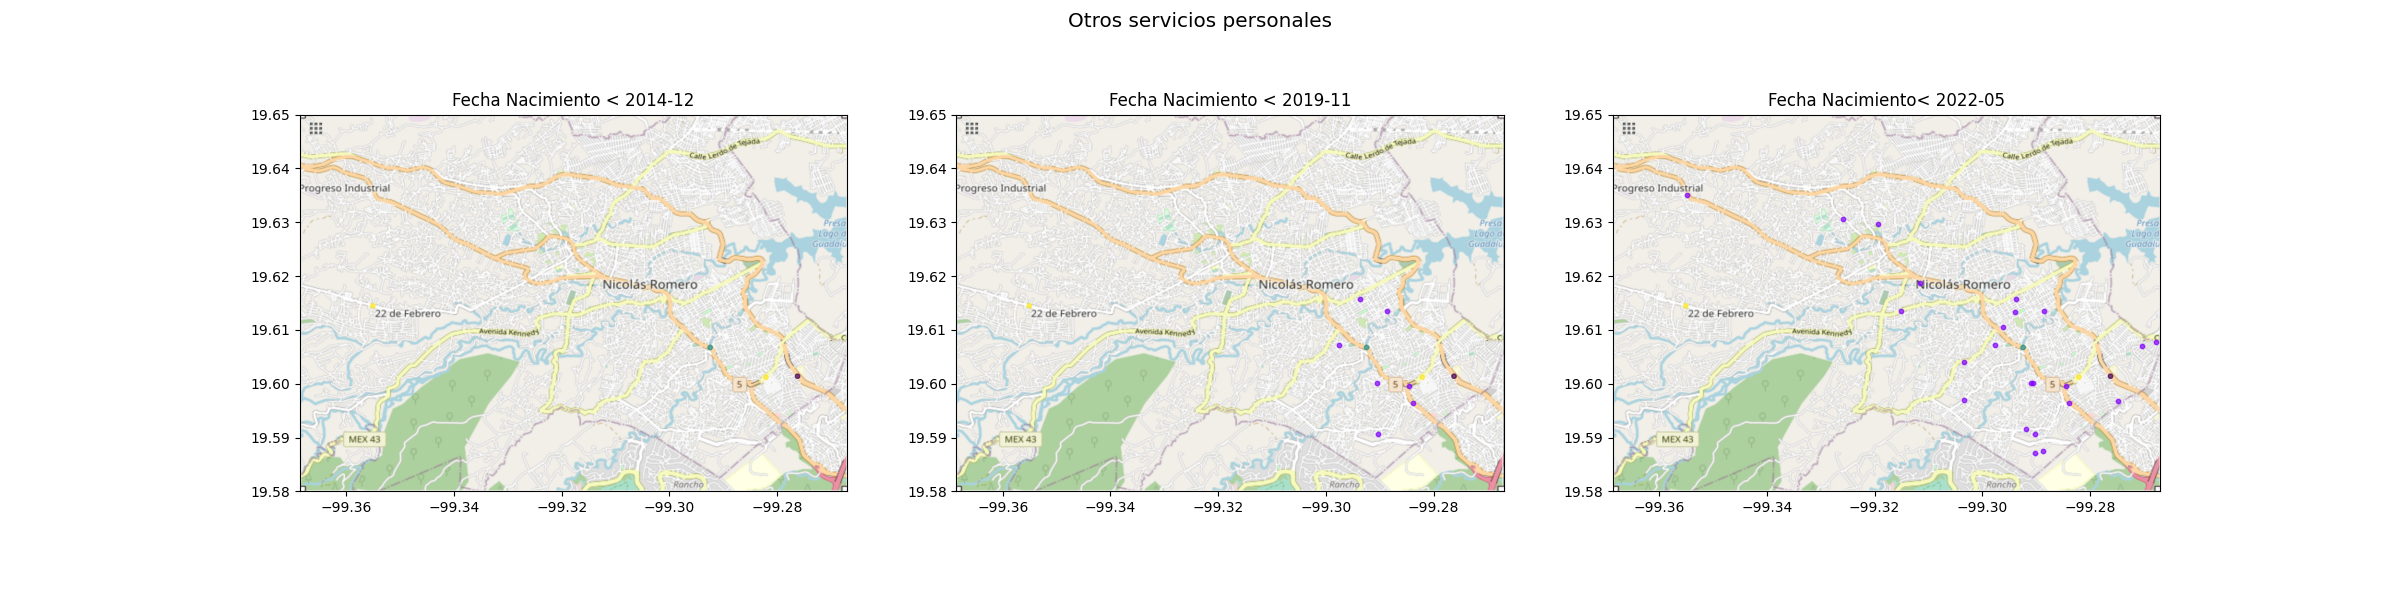 Otros servicios personales
Fecha Nacimiento < 2014-12
19.65
19.64
19.63
19.62
19.61
19.60
19.59
19.58
−99.36
−99.34
−99.32
−99.30
−99.28
Calle Lerdo de Tejada
Progreso Industrial
Presa
Lago d
Guadalu
Nicolás Romero
22 de Febrero
Avenida Kennedy
5
MEX 43
Rancho
Fecha Nacimiento < 2019-11
19.65
19.64
19.63
19.62
19.61
19.60
19.59
19.58
−99.36
−99.34
−99.32
−99.30
−99.28
Calle Lerdo de Tejada
Progreso Industrial
Presa
Lago d
Guadalu
Nicolás Romero
22 de Febrero
Avenida Kennedy
5
MEX 43
Rancho
Fecha Nacimiento< 2022-05
19.65
19.64
19.63
19.62
19.61
19.60
19.59
19.58
−99.36
−99.34
−99.32
−99.30
−99.28
Calle Lerdo de Tejada
Progreso Industrial
Presa
Lago d
Guadalu
Nicolás Romero
22 de Febrero
Avenida Kennedy
5
MEX 43
Rancho